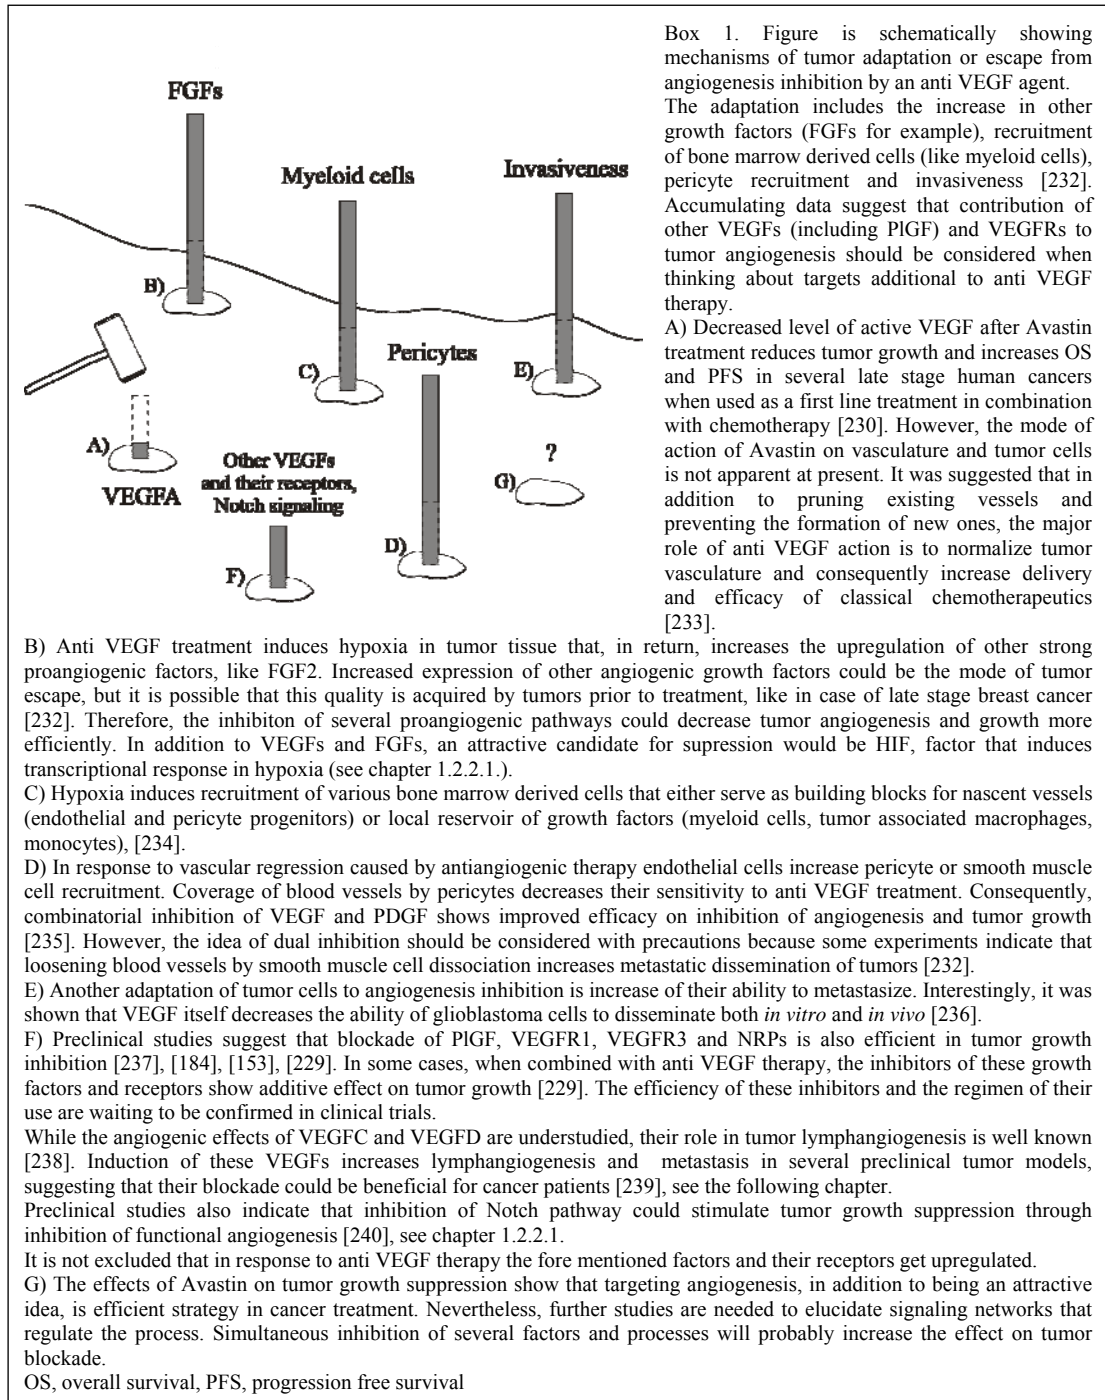 FGFs
Myeloid cells
Invasiveness
B)
Pericytes
C)
E)
A)
VEGFA
Other VEGFs
and their receptors,
Notch signaling
?
G)
D)
F)
Box 1. Figure is schematically showing
mechanisms of tumor adaptation or escape from
angiogenesis inhibition by an anti VEGF agent.
The adaptation includes the increase in other
growth factors (FGFs for example), recruitment
of bone marrow derived cells (like myeloid cells),
pericyte recruitment and invasiveness [232].
Accumulating data suggest that contribution of
other VEGFs (including PlGF) and VEGFRs to
tumor angiogenesis should be considered when
thinking about targets additional to anti VEGF
therapy.
A) Decreased level of active VEGF after Avastin
treatment reduces tumor growth and increases OS
and PFS in several late stage human cancers
when used as a first line treatment in combination
with chemotherapy [230]. However, the mode of
action of Avastin on vasculature and tumor cells
is not apparent at present. It was suggested that in
addition to pruning existing vessels and
preventing the formation of new ones, the major
role of anti VEGF action is to normalize tumor
vasculature and consequently increase delivery
and efficacy of classical chemotherapeutics
[233].
B) Anti VEGF treatment induces hypoxia in tumor tissue that, in return, increases the upregulation of other strong
proangiogenic factors, like FGF2. Increased expression of other angiogenic growth factors could be the mode of tumor
escape, but it is possible that this quality is acquired by tumors prior to treatment, like in case of late stage breast cancer
[232]. Therefore, the inhibiton of several proangiogenic pathways could decrease tumor angiogenesis and growth more
efficiently. In addition to VEGFs and FGFs, an attractive candidate for supression would be HIF, factor that induces
transcriptional response in hypoxia (see chapter 1.2.2.1.).
C) Hypoxia induces recruitment of various bone marrow derived cells that either serve as building blocks for nascent vessels
(endothelial and pericyte progenitors) or local reservoir of growth factors (myeloid cells, tumor associated macrophages,
monocytes), [234].
D) In response to vascular regression caused by antiangiogenic therapy endothelial cells increase pericyte or smooth muscle
cell recruitment. Coverage of blood vessels by pericytes decreases their sensitivity to anti VEGF treatment. Consequently,
combinatorial inhibition of VEGF and PDGF shows improved efficacy on inhibition of angiogenesis and tumor growth
[235]. However, the idea of dual inhibition should be considered with precautions because some experiments indicate that
loosening blood vessels by smooth muscle cell dissociation increases metastatic dissemination of tumors [232].
E) Another adaptation of tumor cells to angiogenesis inhibition is increase of their ability to metastasize. Interestingly, it was
shown that VEGF itself decreases the ability of glioblastoma cells to disseminate both in vitro and in vivo [236].
F) Preclinical studies suggest that blockade of PlGF, VEGFR1, VEGFR3 and NRPs is also efficient in tumor growth
inhibition [237], [184], [153], [229]. In some cases, when combined with anti VEGF therapy, the inhibitors of these growth
factors and receptors show additive effect on tumor growth [229]. The efficiency of these inhibitors and the regimen of their
use are waiting to be confirmed in clinical trials.
While the angiogenic effects of VEGFC and VEGFD are understudied, their role in tumor lymphangiogenesis is well known
[238]. Induction of these VEGFs increases lymphangiogenesis and metastasis in several preclinical tumor models,
suggesting that their blockade could be beneficial for cancer patients [239], see the following chapter.
Preclinical studies also indicate that inhibition of Notch pathway could stimulate tumor growth suppression through
inhibition of functional angiogenesis [240], see chapter 1.2.2.1.
It is not excluded that in response to anti VEGF therapy the fore mentioned factors and their receptors get upregulated.
G) The effects of Avastin on tumor growth suppression show that targeting angiogenesis, in addition to being an attractive
idea, is efficient strategy in cancer treatment. Nevertheless, further studies are needed to elucidate signaling networks that
regulate the process. Simultaneous inhibition of several factors and processes will probably increase the effect on tumor
blockade.
OS, overall survival, PFS, progression free survival